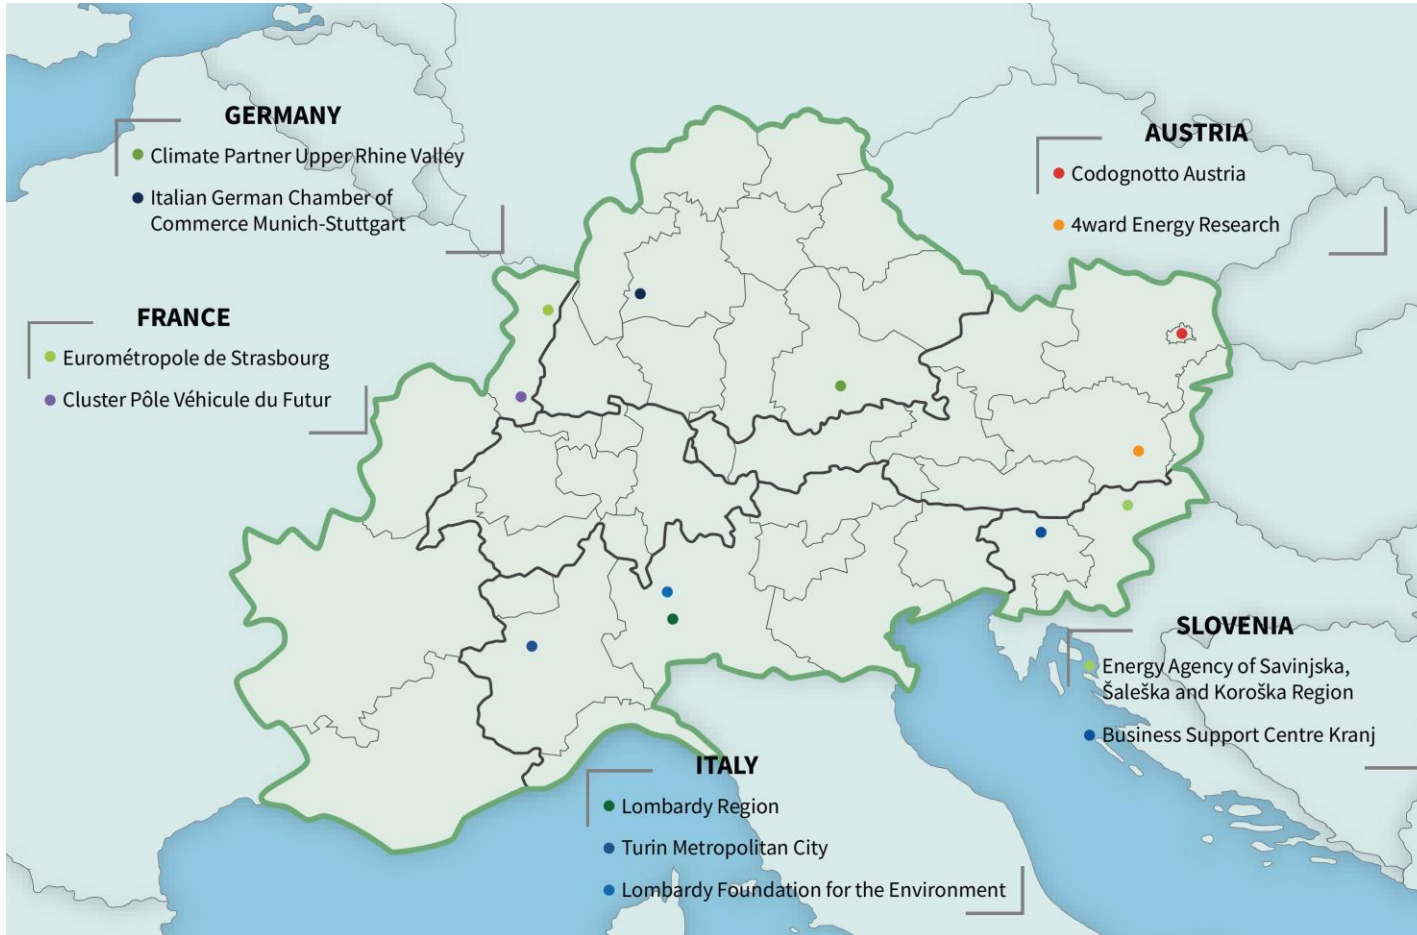 GERMANY
Climate Partner Upper Rhine Valley
Italian German Chamber of
Commerce Munich-Stuttgart
AUSTRIA
Codognotto Austria
4ward Energy Research
FRANCE
Eurométropole de Strasbourg
Cluster Pôle Véhicule du Futur
SLOVENIA
Energy Agency of Savinjska,
Šaleška and Koroška Region
Business Support Centre Kranj
ITALY
Lombardy Region
Turin Metropolitan City
Lombardy Foundation for the Environment